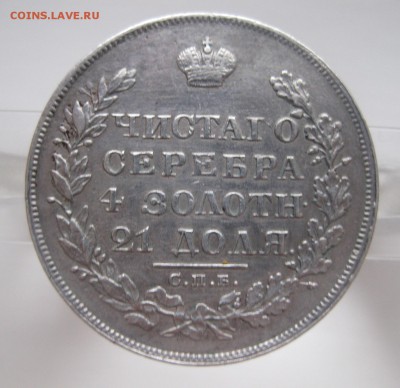 COINS.LAVE.RU
ЧИСТАГО
СЕРЕБРА
4 ЗОЛОТН
21 ДОЛЯ
С.П.Б.